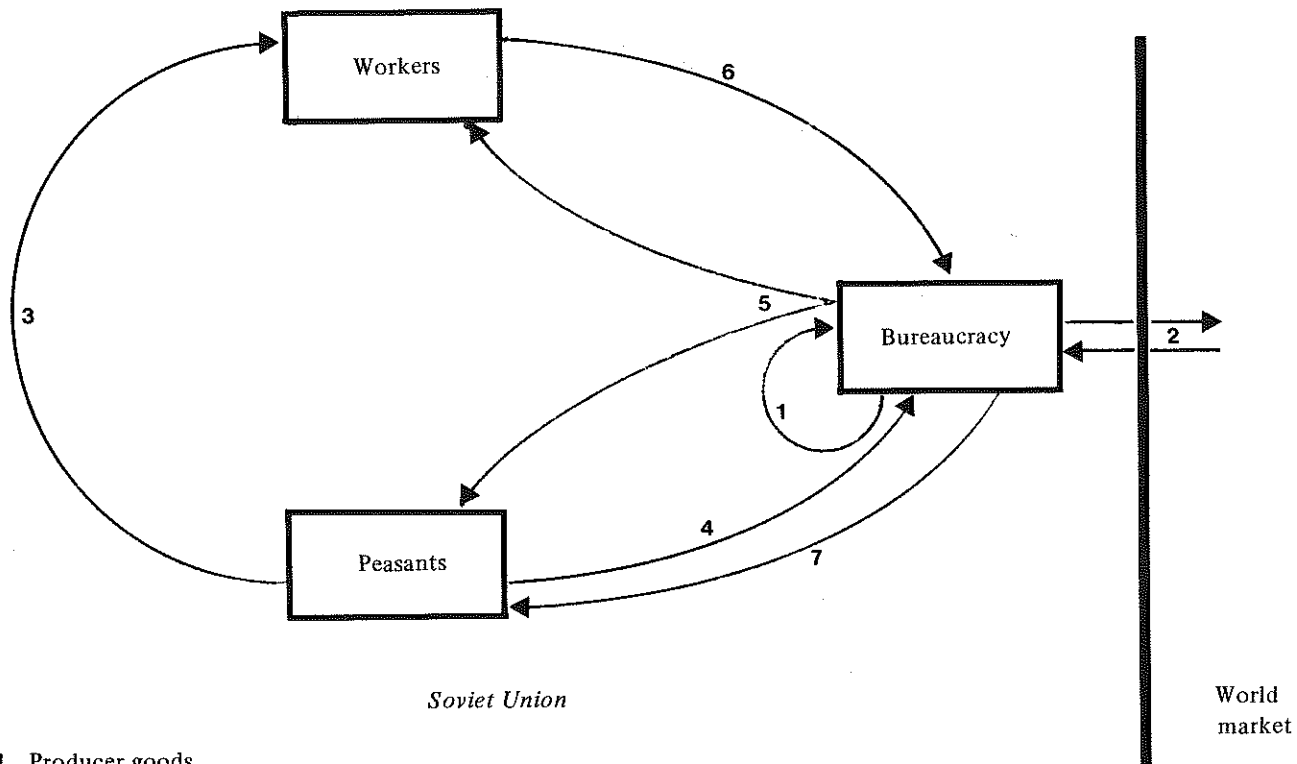 Workers
6
3
5
Bureaucracy
2
1
4
Peasants
7
Soviet Union
World
market
Producer goods